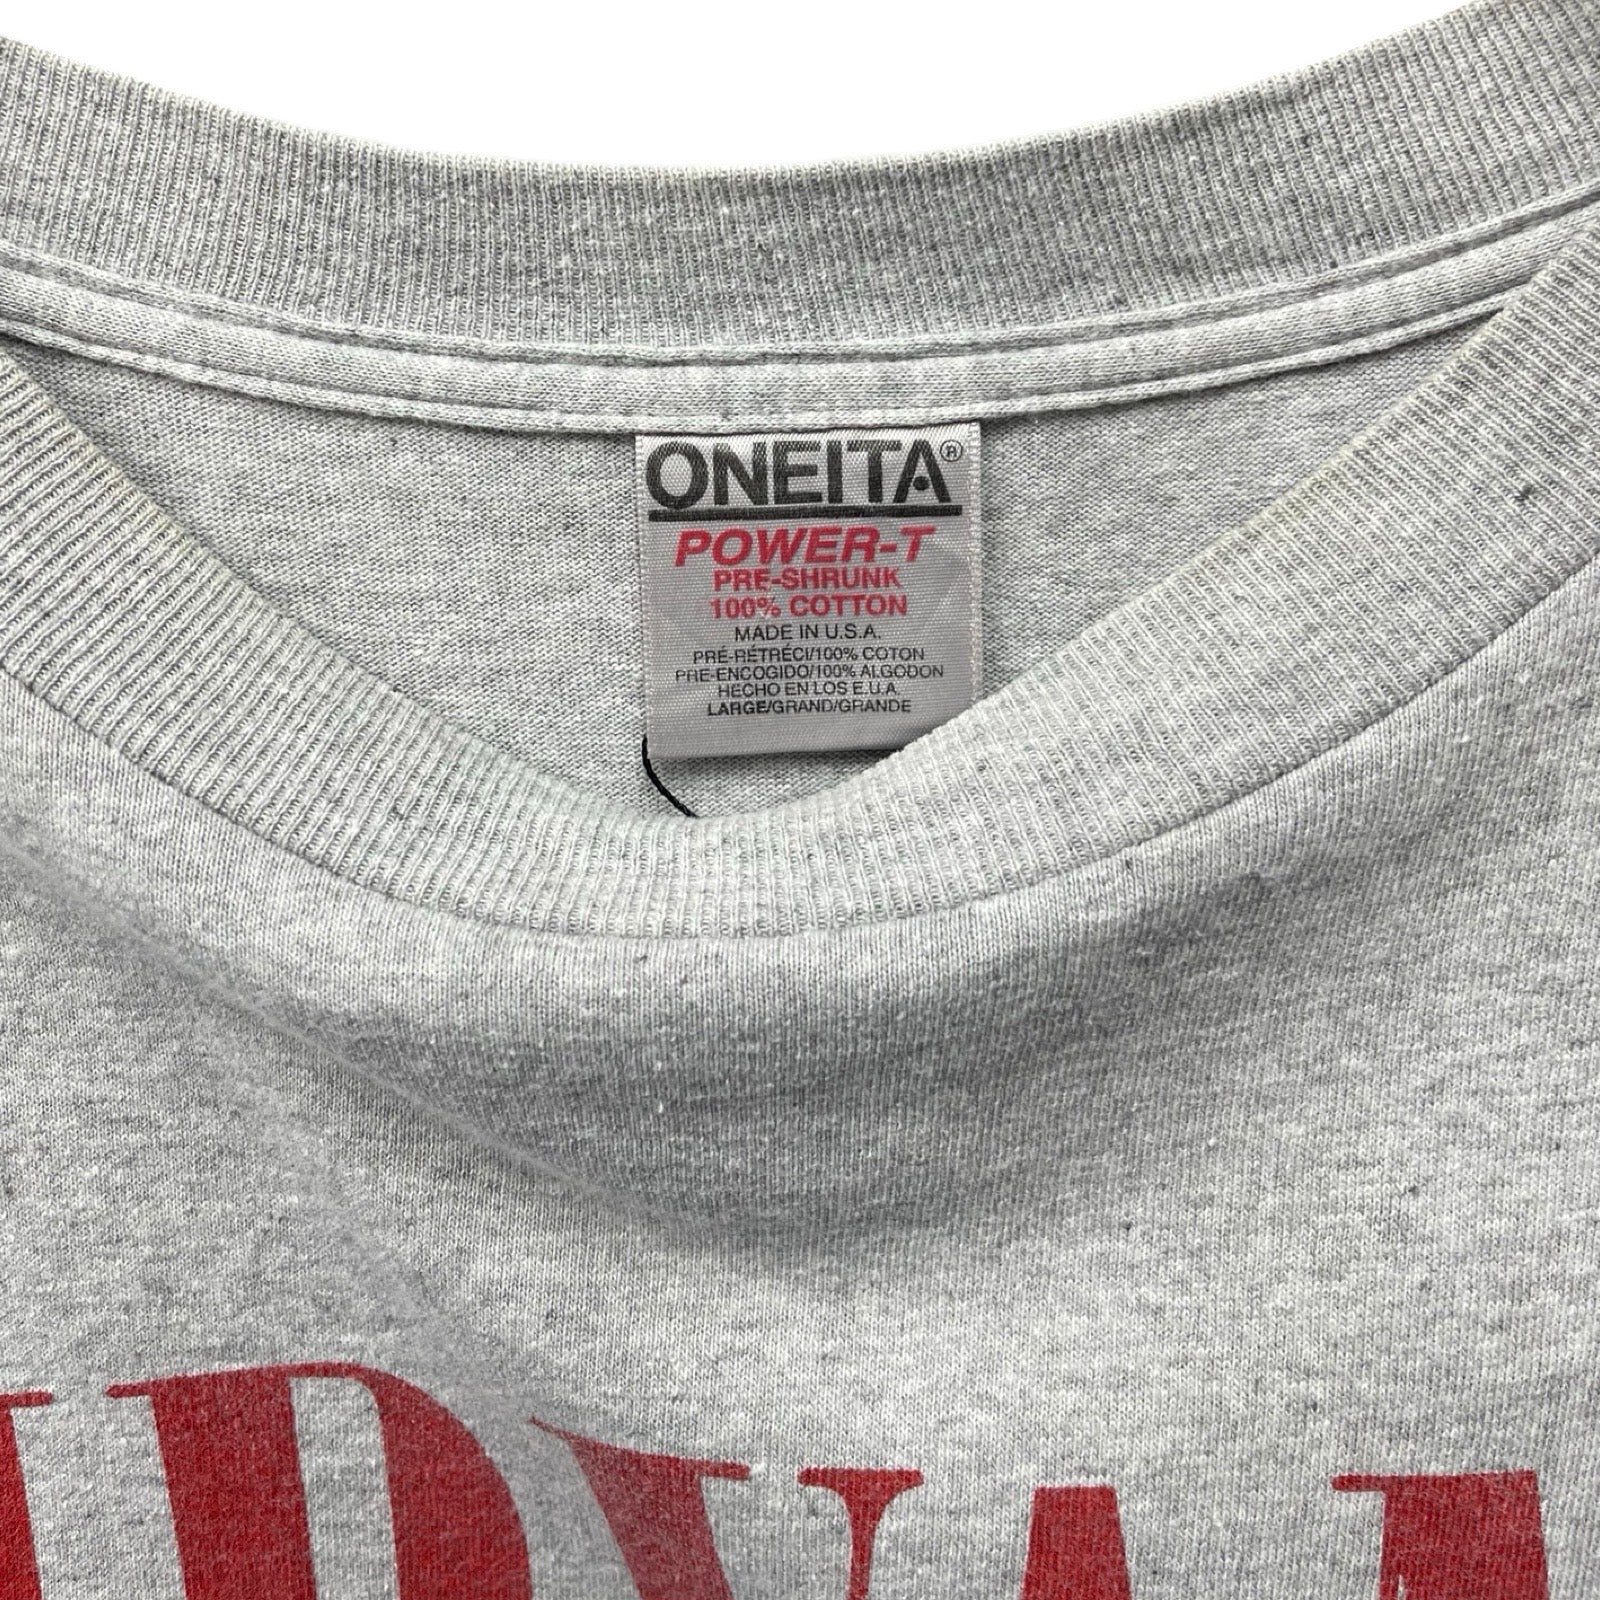 ONEITA®
POWER-T
PRE-SHRUNK
100% COTTON
MADE IN U.S.A.
PRÉ-RÉTRÉCI/100% COTON
PRE-ENCOGIDO/100% ALGODON
HECHO EN LOS E.U.A.
LARGE/GRAND/GRANDE